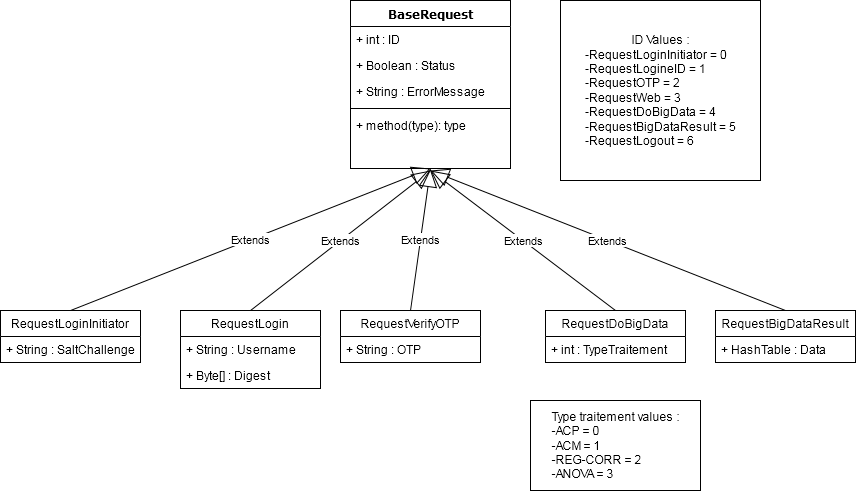 BaseRequest
+ int : ID
+ Boolean : Status
+ String : ErrorMessage
+ method(type): type
ID Values :
-RequestLoginInitiator = 0
-RequestLogineID = 1
-RequestOTP = 2
-RequestWeb = 3
-RequestDoBigData = 4
-RequestBigDataResult = 5
-RequestLogout = 6
Extends
Extends
Extends
Extends
Extends
RequestLoginInitiator
+ String : SaltChallenge
RequestLogin
+ String : Username
+ Byte[] : Digest
RequestVerifyOTP
+ String : OTP
RequestDoBigData
+ int : TypeTraitement
RequestBigDataResult
+ HashTable : Data
Type traitement values :
-ACP = 0
-ACM = 1
-REG-CORR = 2
-ANOVA = 3